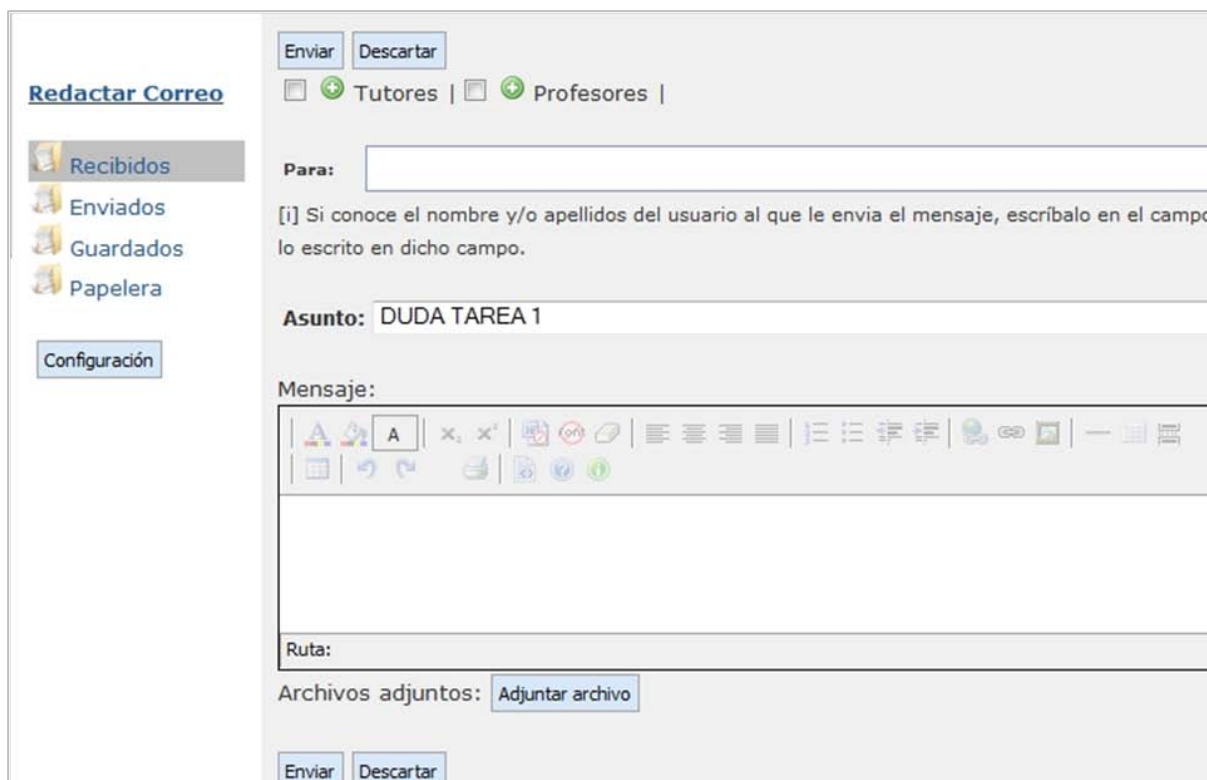 Redactar Correo
Recibidos
Enviados
Guardados
Papelera
Configuración
Enviar Descartar
Tutores | Profesores |
Para:
[i] Si conoce el nombre y/o apellidos del usuario al que le envia el mensaje, escríbalo en el campo
lo escrito en dicho campo.
Asunto: DUDA TAREA 1
Mensaje:
Ruta:
Archivos adjuntos: Adjuntar archivo
Enviar Descartar